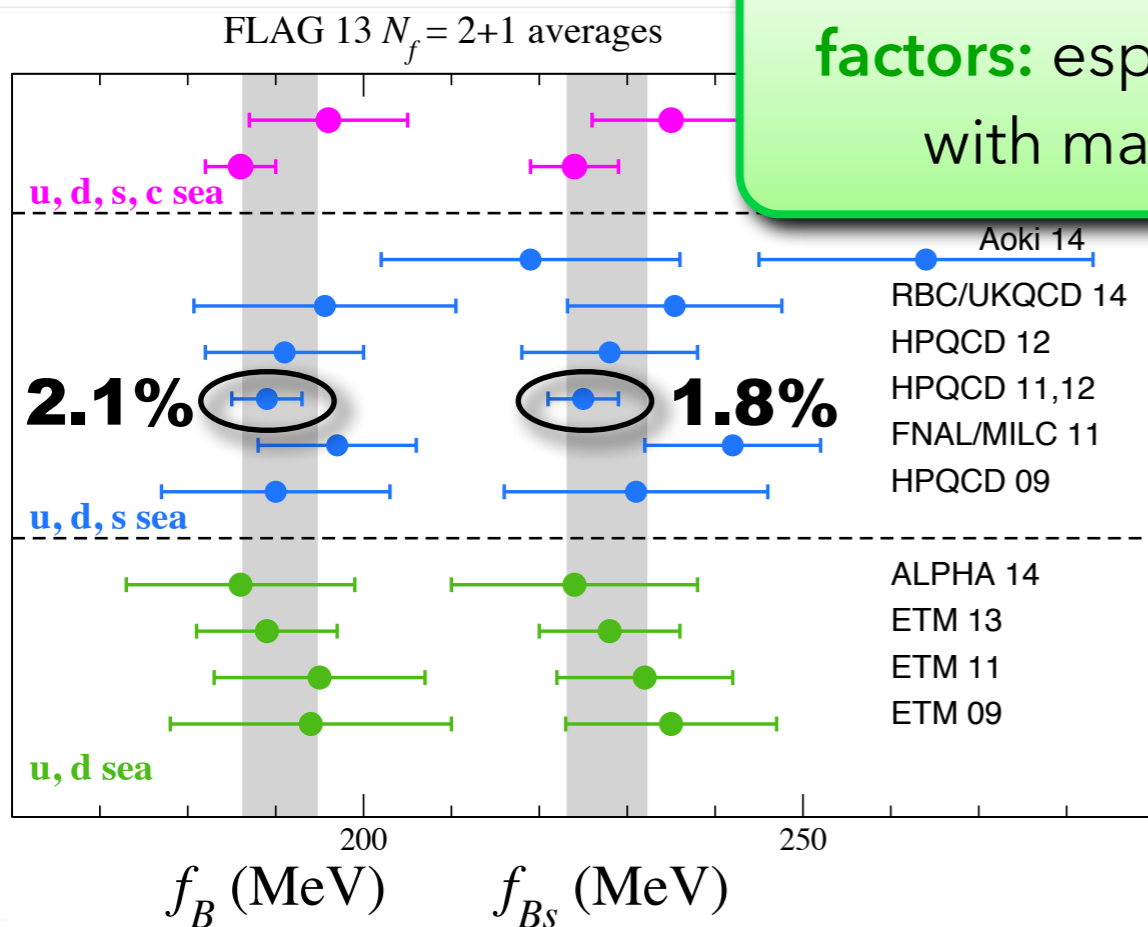 FLAG 13 N_f = 2+1 averages
factors: esp
with ma
u, d, s, c sea
Aoki 14
RBC/UKQCD 14
HPQCD 12
2.1%
1.8%
HPQCD 11,12
FNAL/MILC 11
HPQCD 09
u, d, s sea
ALPHA 14
ETM 13
ETM 11
ETM 09
u, d sea
200 250
f_B (MeV) f_Bs (MeV)